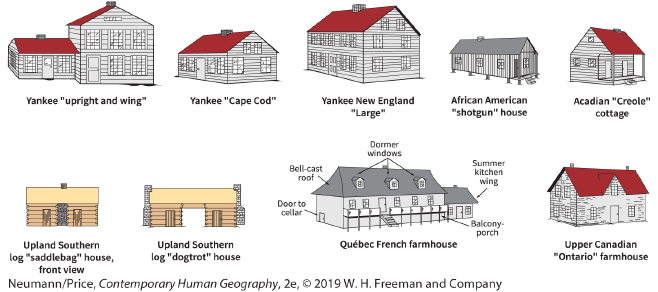 Yankee "upright and wing"
Yankee "Cape Cod"
Yankee New England
"Large"
African American
"shotgun" house
Acadian "Creole"
cottage
Upland Southern
log "saddlebag" house,
front view
Upland Southern
log "dogtrot" house
Dormer
windows
Bell-cast
roof
Summer
kitchen
wing
Door to
cellar
Balcony-
porch
Québec French farmhouse
Upper Canadian
"Ontario" farmhouse
Neumann/Price, Contemporary Human Geography, 2e, © 2019 W. H. Freeman and Company